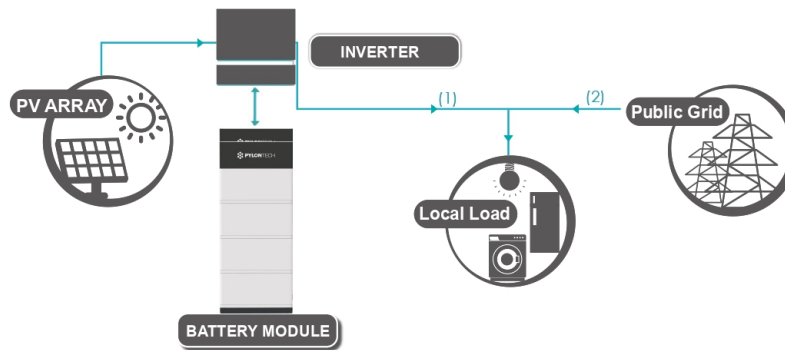 INVERTER
PV ARRAY
(1)
(2)
Public Grid
PYLONTECH
Local Load
BATTERY MODULE